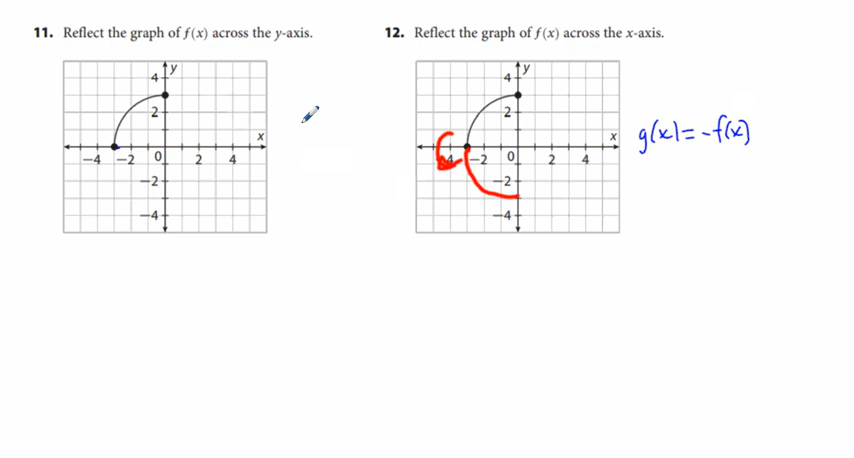 11. Reflect the graph of f(x) across the y-axis.
y
4
2
x
−4 −2 0 2 4
−2
−4
12. Reflect the graph of f(x) across the x-axis.
y
4
2
x
−2 0 2 4
−2
−4
g(x) = -f(x)